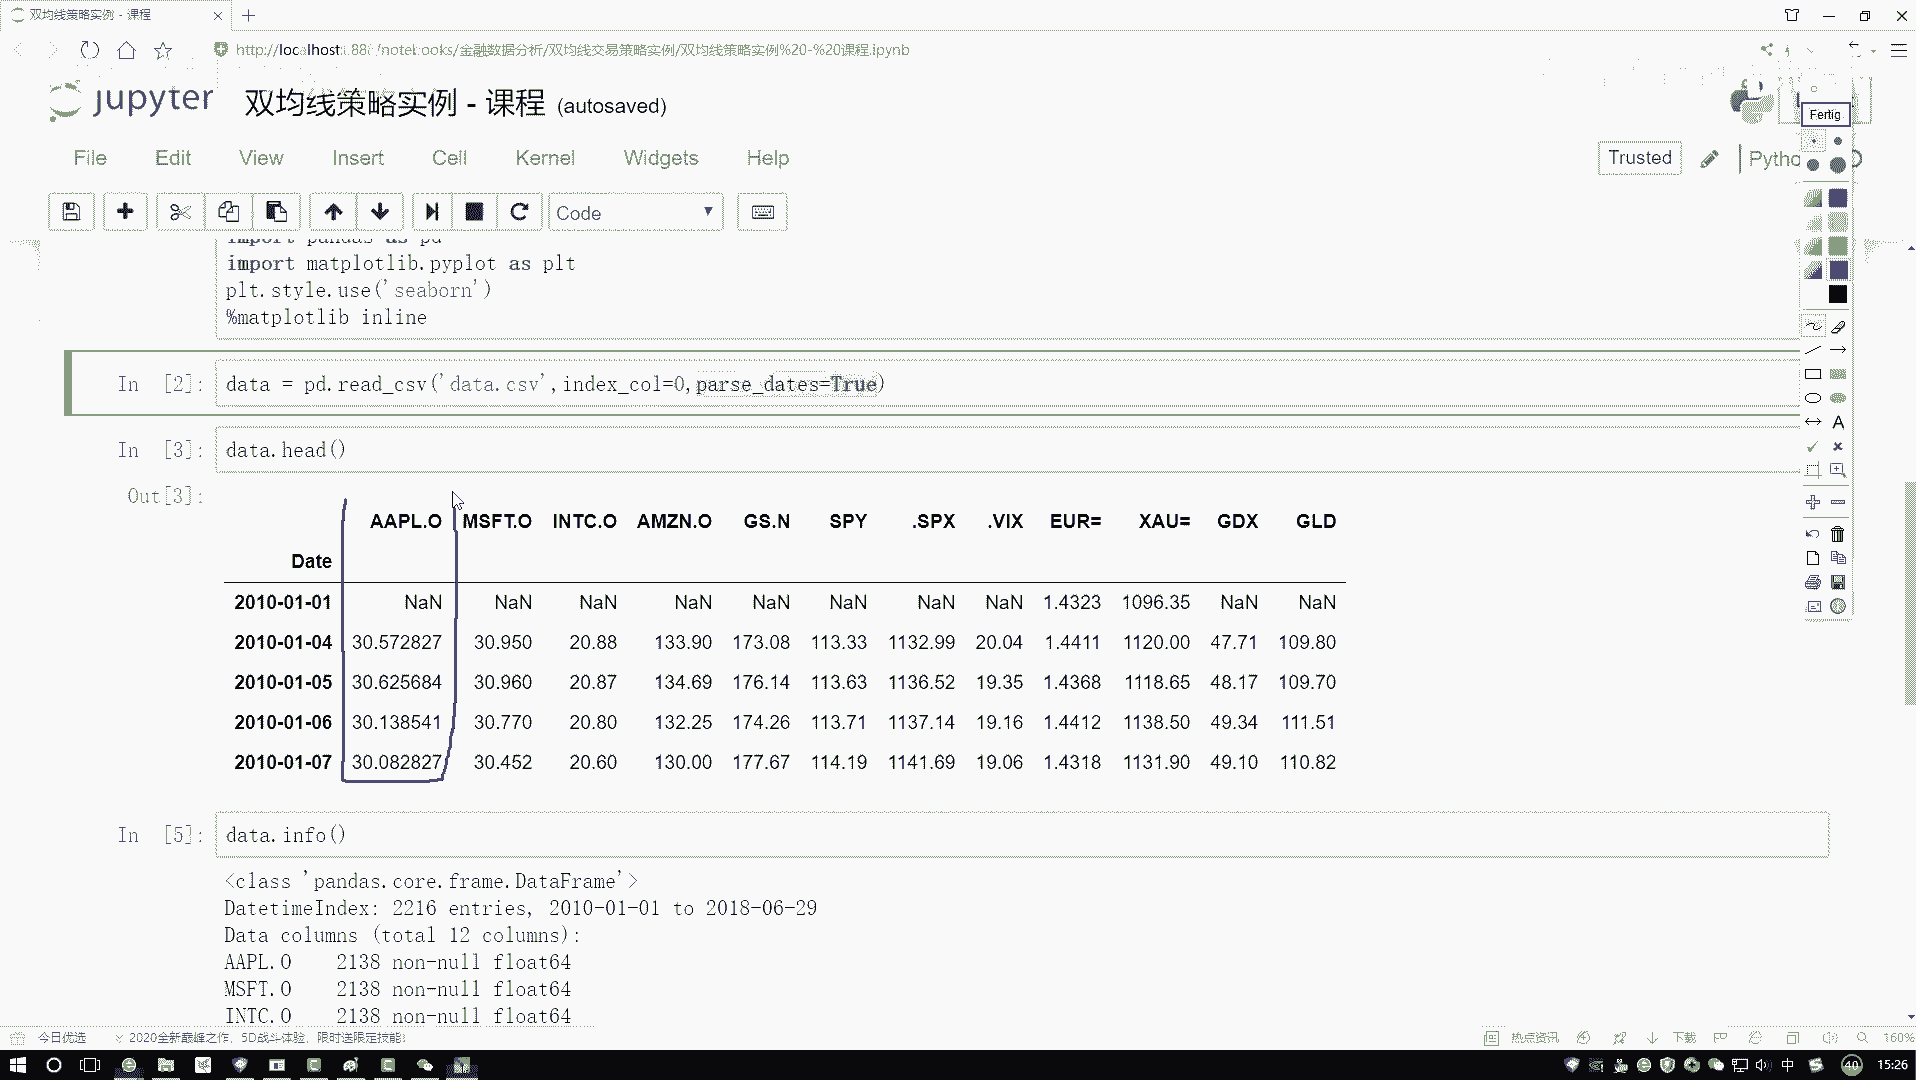 双均线策略实例 - 课程
http://localhost:888/notebooks/金融数据分析/双均线交易策略实例/双均线策略实例%20-%20课程.ipynb
jupyter 双均线策略实例 - 课程 (autosaved)
Fertig
File Edit View Insert Cell Kernel Widgets Help
Trusted
Code
import pandas as pd
import matplotlib.pyplot as plt
plt.style.use('seaborn')
%matplotlib inline
In [2]: data = pd.read_csv('data.csv',index_col=0,parse_dates=True)
In [3]: data.head()
Out[3]:
AAPL.O MSFT.O INTC.O AMZN.O GS.N SPY .SPX .VIX EUR= XAU= GDX GLD
Date
2010-01-01 NaN NaN NaN NaN NaN NaN NaN NaN 1.4323 1096.35 NaN NaN
2010-01-04 30.572827 30.950 20.88 133.90 173.08 113.33 1132.99 20.04 1.4411 1120.00 47.71 109.80
2010-01-05 30.625684 30.960 20.87 134.69 176.14 113.63 1136.52 19.35 1.4368 1118.65 48.17 109.70
2010-01-06 30.138541 30.770 20.80 132.25 174.26 113.71 1137.14 19.16 1.4412 1138.50 49.34 111.51
2010-01-07 30.082827 30.452 20.60 130.00 177.67 114.19 1141.69 19.06 1.4318 1131.90 49.10 110.82
In [5]: data.info()
<class 'pandas.core.frame.DataFrame'>
DatetimeIndex: 2216 entries, 2010-01-01 to 2018-06-29
Data columns (total 12 columns):
AAPL.O 2138 non-null float64
MSFT.O 2138 non-null float64
INTC.O 2138 non-null float64
今日优选 2020全新巅峰之作，5D战斗体验，限时送限定技能! 热点资讯 下载 160%
中 40 15:26